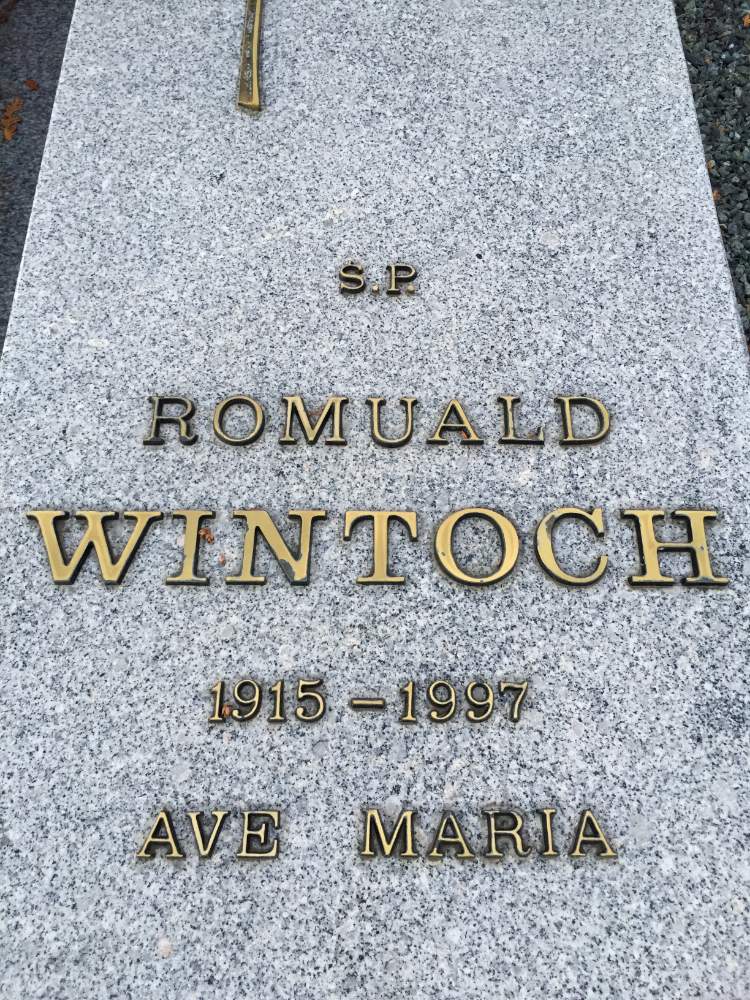 S.P.
ROMUALD
WINTOCH
1915 – 1997
AVE MARIA